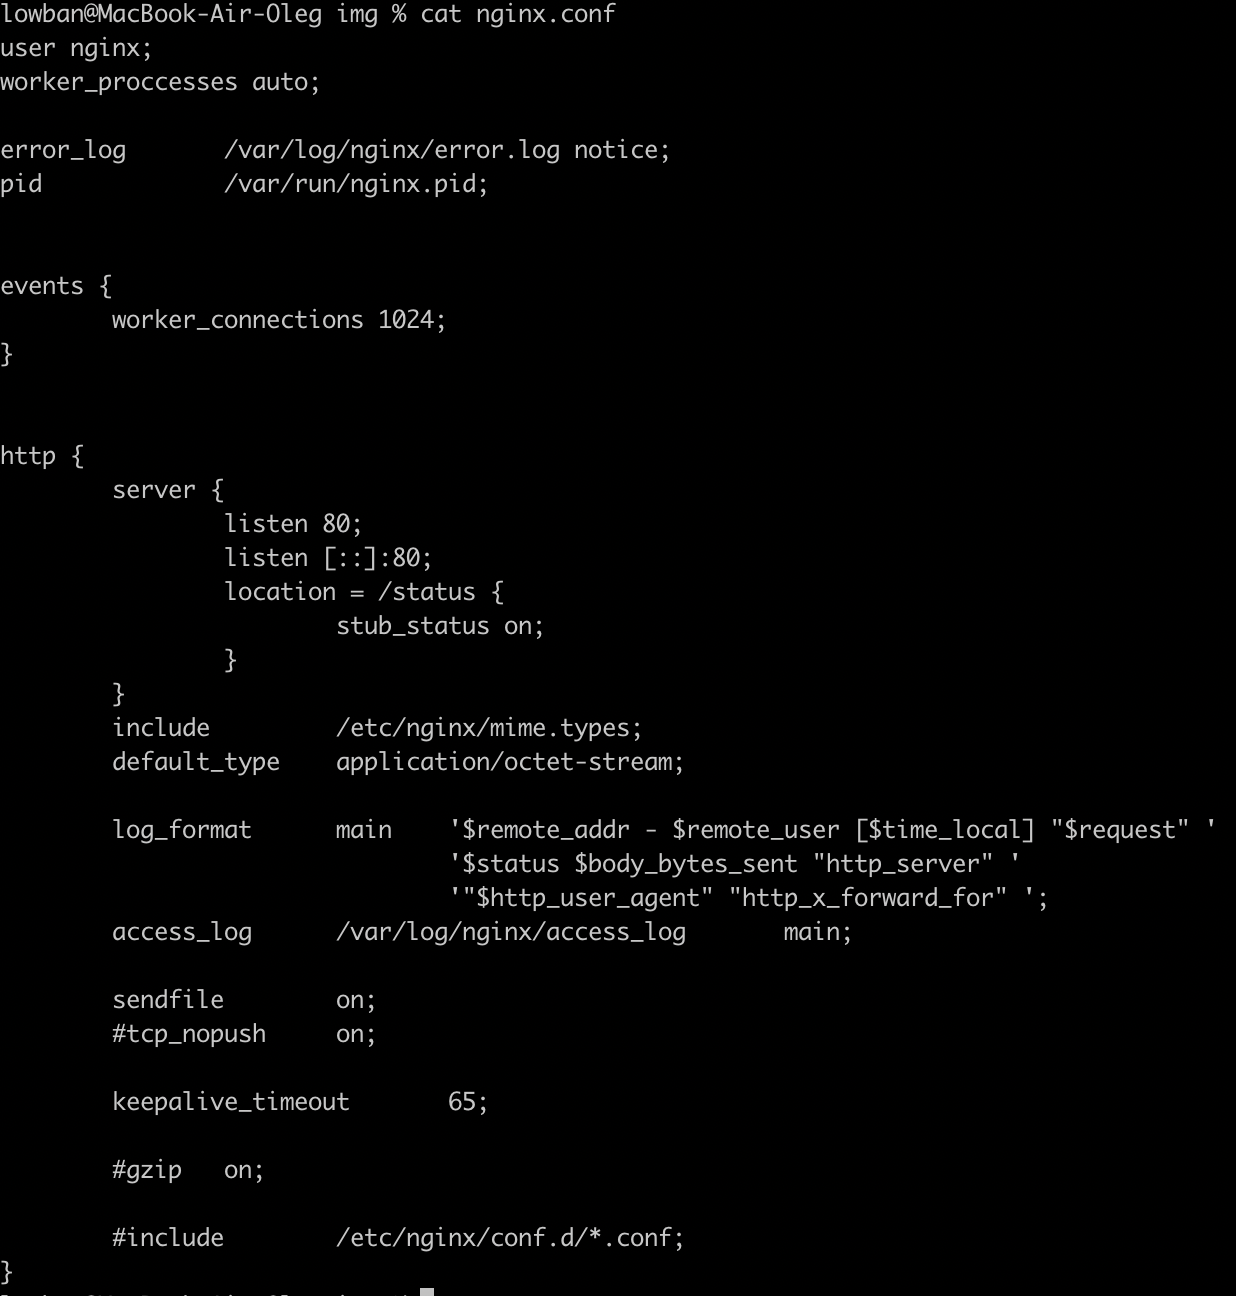 lowban@MacBook-Air-Oleg img % cat nginx.conf
user nginx;
worker_proccesses auto;
error_log /var/log/nginx/error.log notice;
pid /var/run/nginx.pid;
events {
worker_connections 1024;
}
http {
server {
listen 80;
listen [::]:80;
location = /status {
stub_status on;
}
}
include /etc/nginx/mime.types;
default_type application/octet-stream;
log_format main '$remote_addr - $remote_user [$time_local] "$request" '
'$status $body_bytes_sent "http_server" '
'"$http_user_agent" "http_x_forward_for" ';
access_log /var/log/nginx/access_log main;
sendfile on;
#tcp_nopush on;
keepalive_timeout 65;
#gzip on;
#include /etc/nginx/conf.d/*.conf;
}